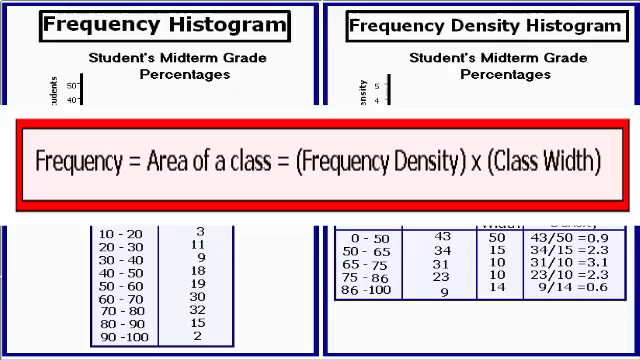 Frequency Histogram
Student's Midterm Grade
Percentages
50
40
Frequency Density Histogram
Student's Midterm Grade
Percentages
5
4
Frequency = Area of a class = (Frequency Density) x (Class Width)
10 - 20 3
20 - 30 11
30 - 40 9
40 - 50 18
50 - 60 19
60 - 70 30
70 - 80 32
80 - 90 15
90 -100 2
0 - 50 43 50 43/50 =0.9
50 - 65 34 15 34/15 =2.3
65 - 75 31 10 31/10 =3.1
75 - 86 23 10 23/10 =2.3
86 -100 9 14 9/14 =0.6